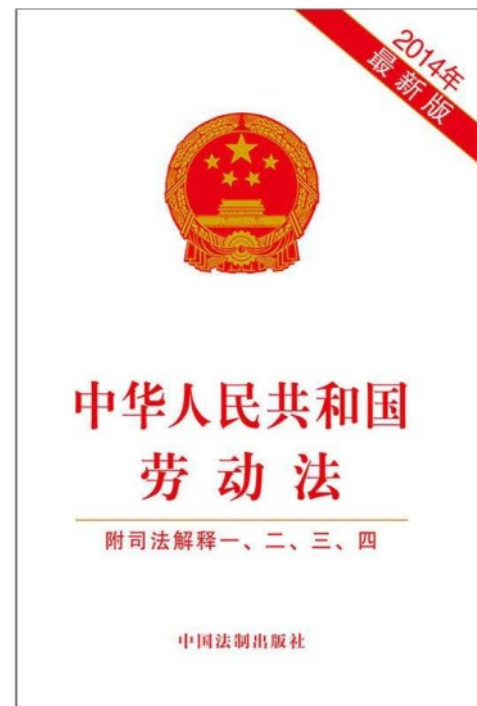 2014年
最新版
中华人民共和国
劳动法
附司法解释一、二、三、四
中国法制出版社